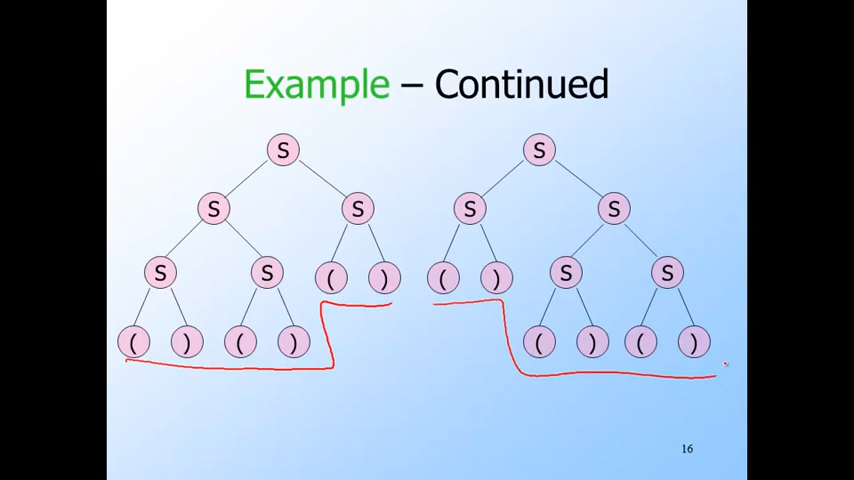 Example – Continued
S S
S S S S
S S ( ) ( ) S S
( ) ( ) ( ) ( )
16